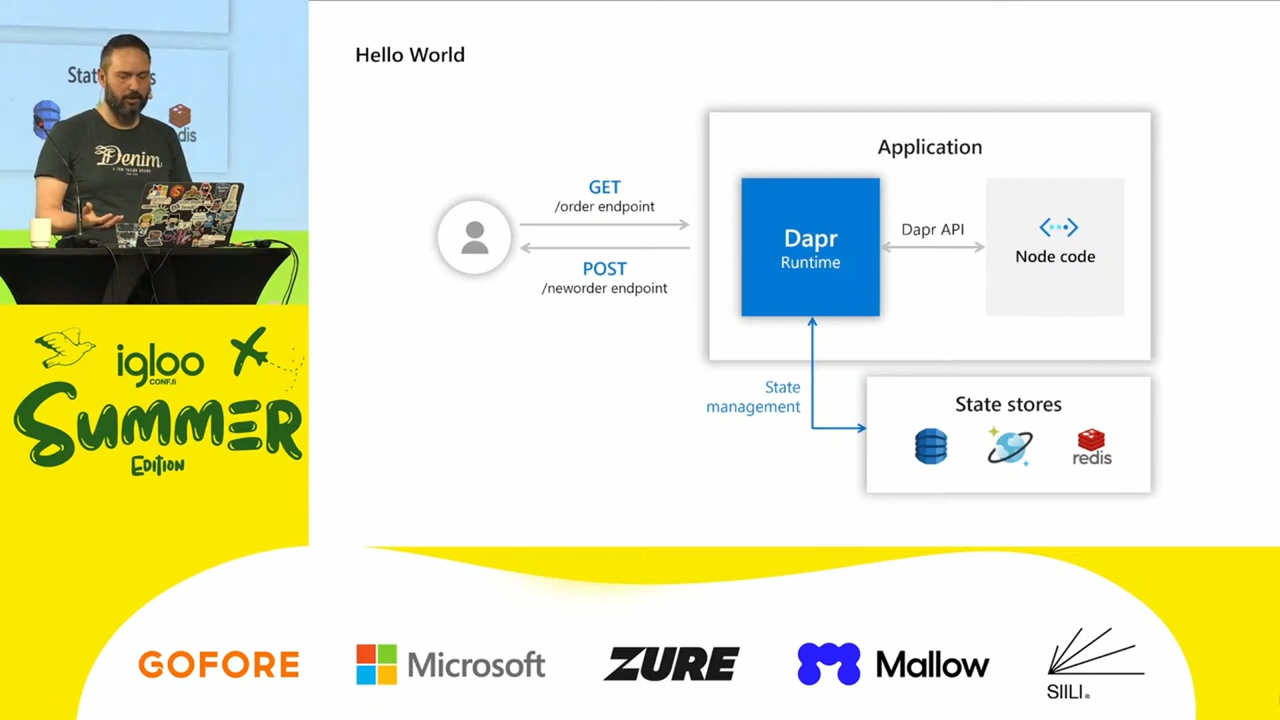 Hello World
Application
GET
/order endpoint
POST
/neworder endpoint
Dapr
Runtime
Dapr API
Node code
State
management
State stores
redis
Denim
igloo
CONF.fi
SUMMER
EDITION
GOFORE
Microsoft
ZURE
Mallow
SIILI